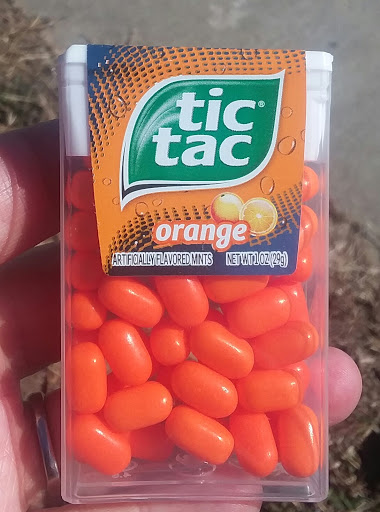 tic
tac®
orange
ARTIFICIALLY FLAVORED MINTS NET WT 1 OZ (29g)